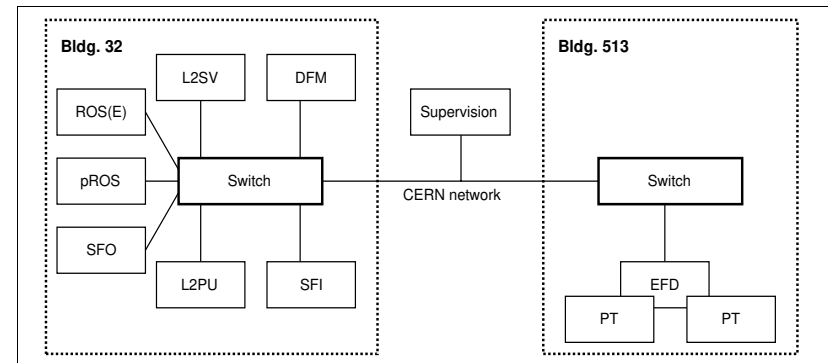 Bldg. 32
L2SV
DFM
ROS(E)
pROS
Switch
SFO
L2PU
SFI
Supervision
CERN network
Bldg. 513
Switch
EFD
PT
PT